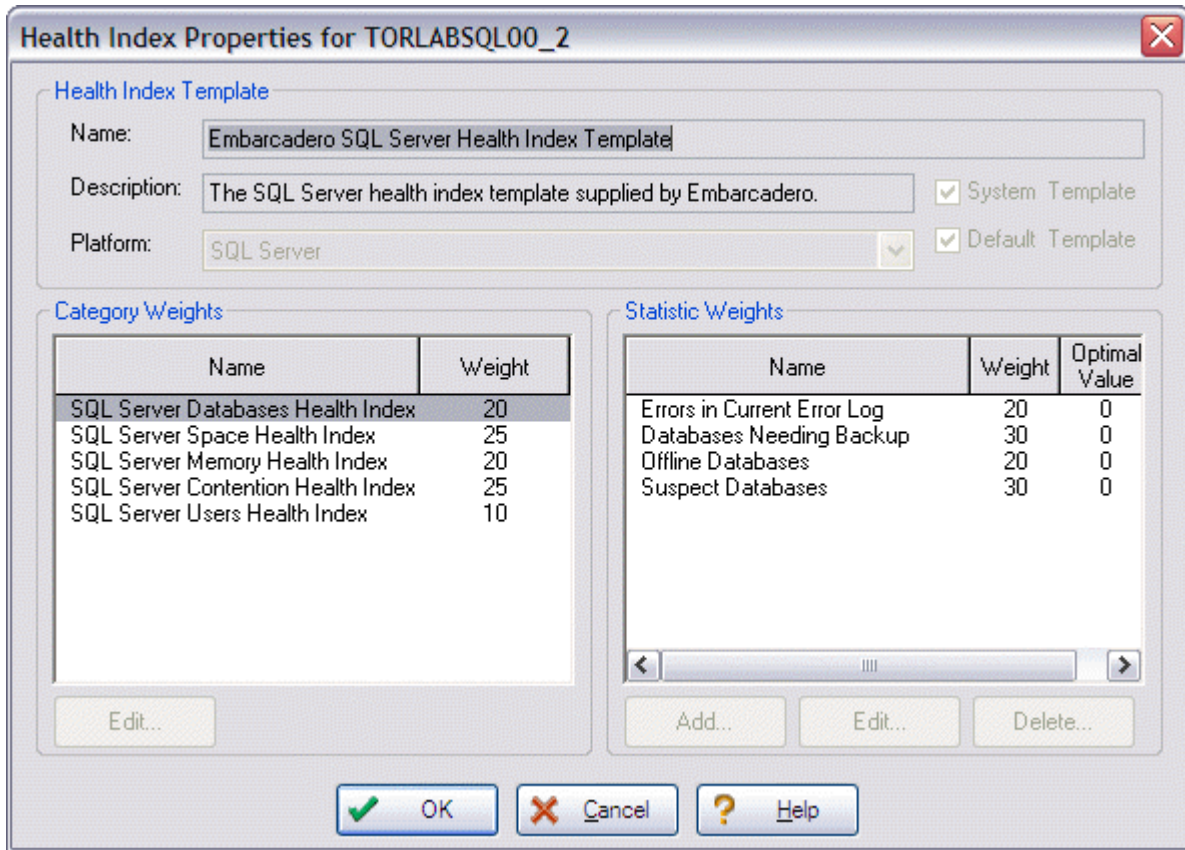 Health Index Properties for TORLABSQL00_2
Health Index Template
Name: Embarcadero SQL Server Health Index Template
Description: The SQL Server health index template supplied by Embarcadero. System Template
Platform: SQL Server Default Template
Category Weights
Name Weight
SQL Server Databases Health Index 20
SQL Server Space Health Index 25
SQL Server Memory Health Index 20
SQL Server Contention Health Index 25
SQL Server Users Health Index 10
Edit...
Statistic Weights
Name Weight Optimal Value
Errors in Current Error Log 20 0
Databases Needing Backup 30 0
Offline Databases 20 0
Suspect Databases 30 0
Add... Edit... Delete...
OK Cancel Help